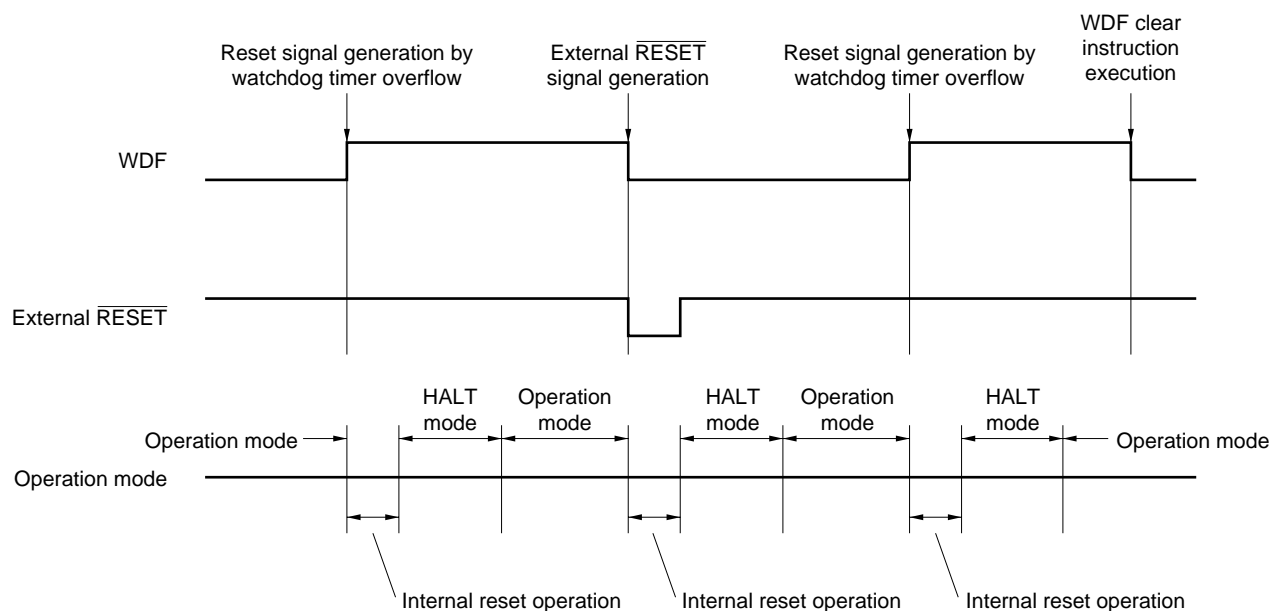 WDF clear
instruction
execution
Reset signal generation by
watchdog timer overflow
External RESET
signal generation
Reset signal generation by
watchdog timer overflow
WDF
External RESET
HALT
mode
Operation
mode
HALT
mode
Operation
mode
HALT
mode
Operation mode
Operation mode
Operation mode
Internal reset operation
Internal reset operation
Internal reset operation